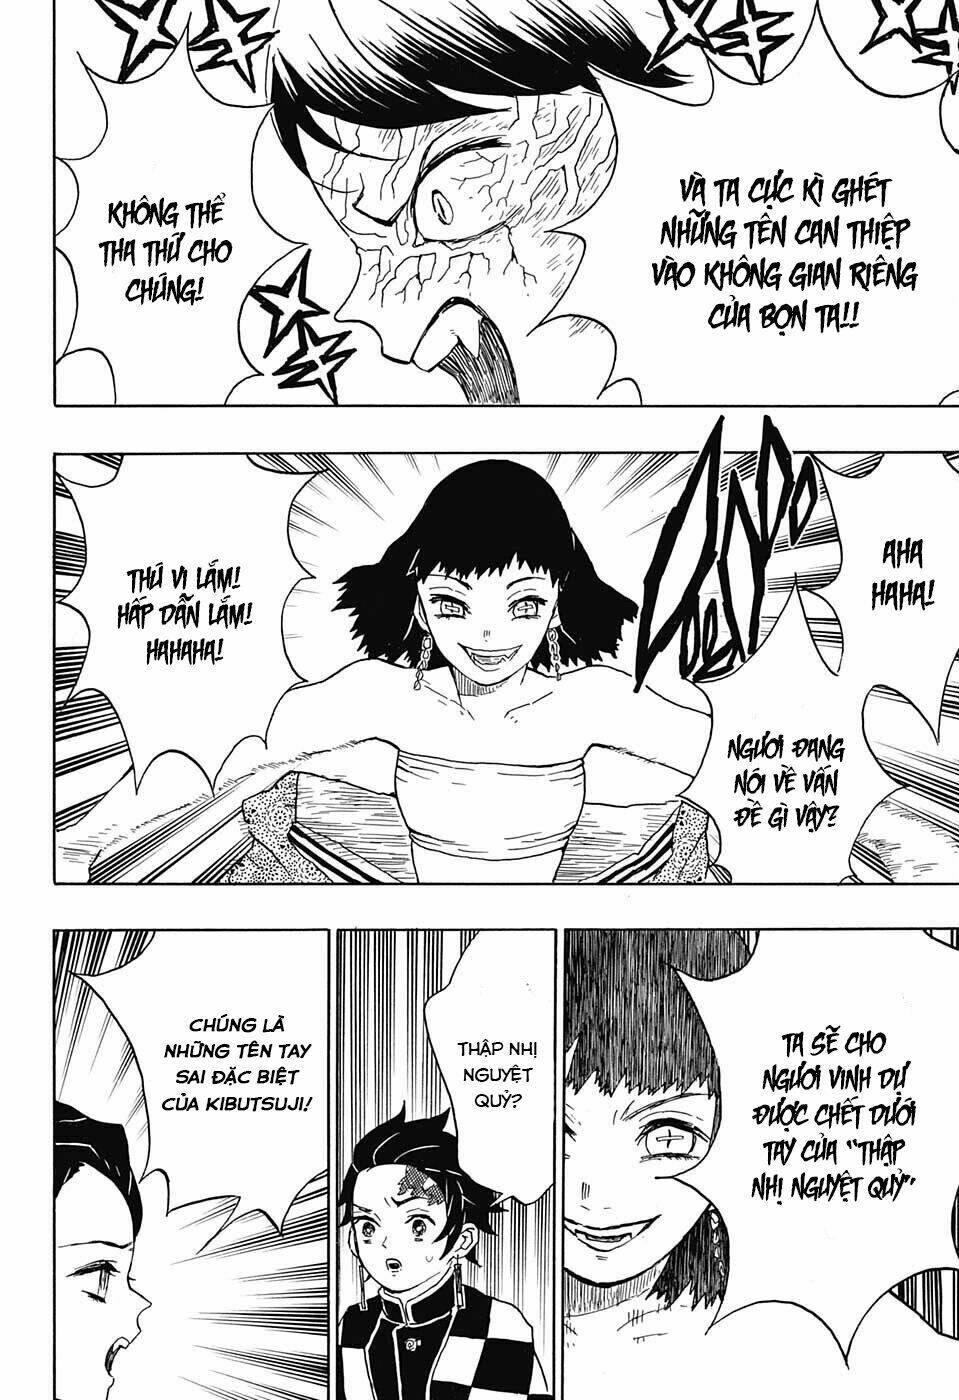 VÀ TA CỰC KÌ GHÉT
NHỮNG TÊN CAN THIỆP
VÀO KHÔNG GIAN RIÊNG
CỦA BỌN TA!!
KHÔNG THỂ
THA THỨ CHO
CHÚNG!
AHA
HAHA!
NGƯƠI ĐANG
NÓI VỀ VẤN
ĐỀ GÌ VẬY?
THÚ VỊ LẮM!
HẤP DẪN LẮM!
HAHAHA!
TA SẼ CHO
NGƯƠI VINH DỰ
ĐƯỢC CHẾT DƯỚI
TAY CỦA "THẬP
NHỊ NGUYỆT QUỶ"
THẬP NHỊ
NGUYỆT
QUỶ?
CHÚNG LÀ
NHỮNG TÊN TAY
SAI ĐẶC BIỆT
CỦA KIBUTSUJI!